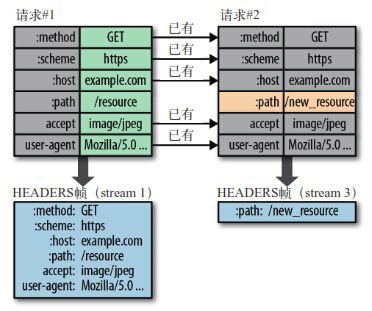 请求#1
请求#2
:method GET 已有 :method GET
:scheme https 已有 :scheme https
:host example.com 已有 :host example.com
:path /resource :path /new_resource
accept image/jpeg 已有 accept image/jpeg
user-agent Mozilla/5.0 ... 已有 user-agent Mozilla/5.0 ...
HEADERS帧（stream 1）
HEADERS帧（stream 3）
:method: GET
:scheme: https
:host: example.com
:path: /resource
accept: image/jpeg
user-agent: Mozilla/5.0 ...
:path: /new_resource